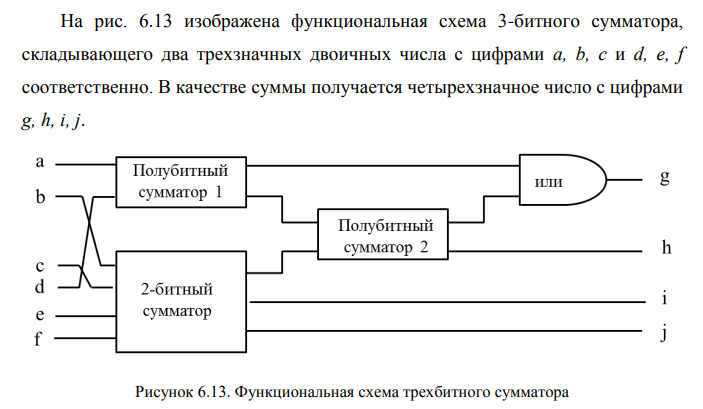 На рис. 6.13 изображена функциональная схема 3-битного сумматора,
складывающего два трехзначных двоичных числа с цифрами a, b, c и d, e, f
соответственно. В качестве суммы получается четырехзначное число с цифрами
g, h, i, j.
a
Полубитный
сумматор 1
или
g
b
Полубитный
сумматор 2
h
c
d
2-битный
сумматор
i
e
f
j
Рисунок 6.13. Функциональная схема трехбитного сумматора